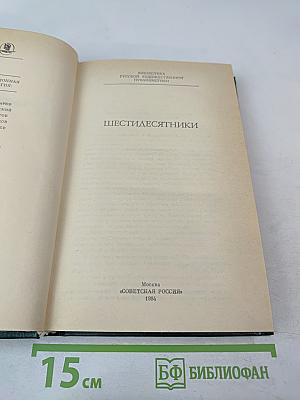 БИБЛИОТЕКА
РУССКОЙ ХУДОЖЕСТВЕННОЙ
ПУБЛИЦИСТИКИ
ШЕСТИДЕСЯТНИКИ
Москва
«СОВЕТСКАЯ РОССИЯ»
1984
15 см
БФ БИБЛИОФАН